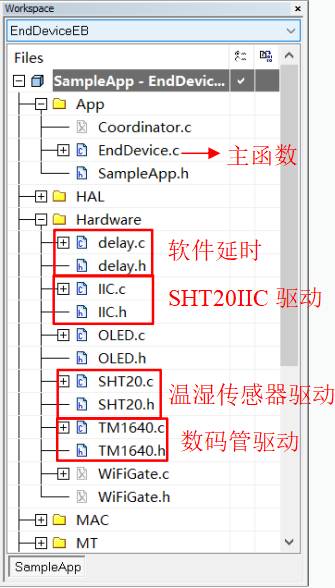 Workspace
EndDeviceEB
Files
SampleApp - EndDevic...
App
Coordinator.c
EndDevice.c 主函数
SampleApp.h
HAL
Hardware
delay.c
软件延时
delay.h
IIC.c
SHT20IIC 驱动
IIC.h
OLED.c
OLED.h
SHT20.c
温湿传感器驱动
SHT20.h
TM1640.c
数码管驱动
TM1640.h
WiFiGate.c
WiFiGate.h
MAC
MT
SampleApp